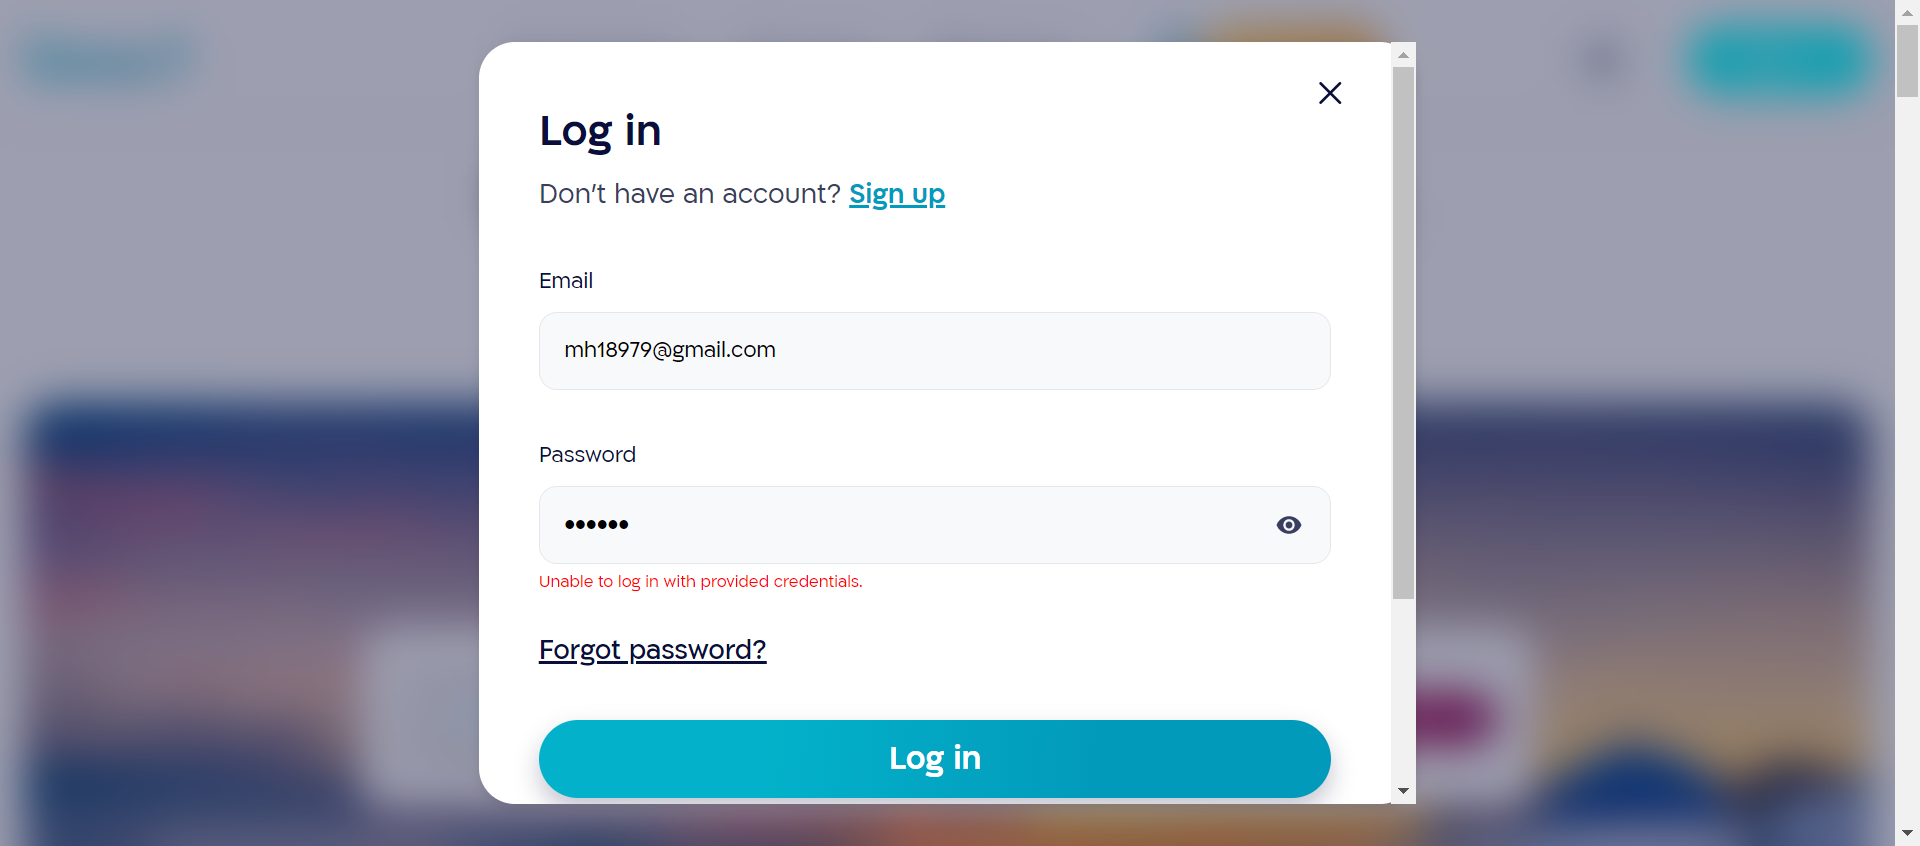 Log in
Don't have an account? Sign up
Email
mh18979@gmail.com
Password
••••••
Unable to log in with provided credentials.
Forgot password?
Log in